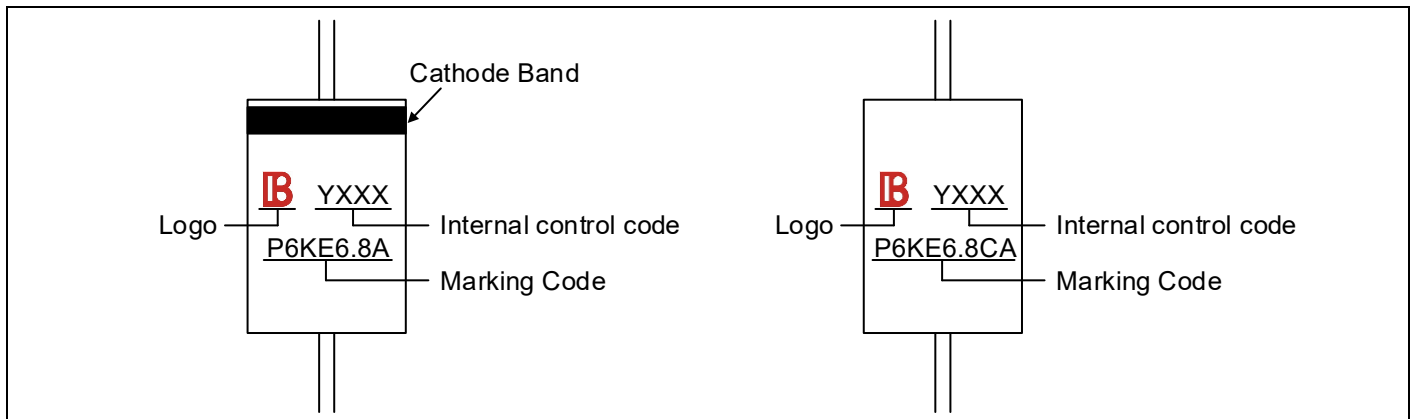 Cathode Band
B YXXX
Logo
Internal control code
P6KE6.8A
Marking Code
B YXXX
Logo
Internal control code
P6KE6.8CA
Marking Code